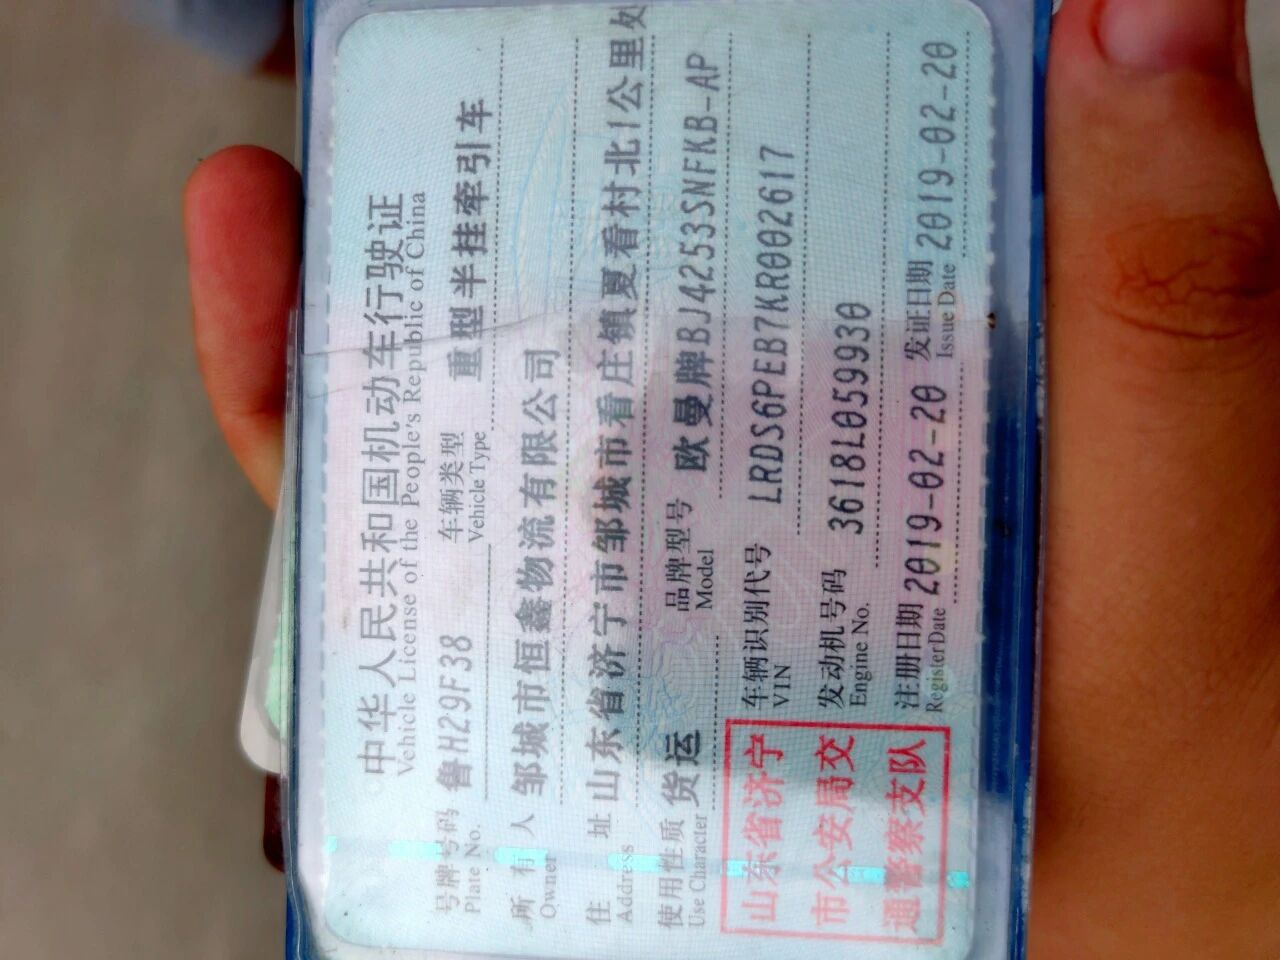 中华人民共和国机动车行驶证
Vehicle License of the People's Republic of China
号牌号码 鲁H29F38 车辆类型 重型半挂牵引车
Plate No. Vehicle Type
所有人 邹城市恒鑫物流有限公司
Owner
住址 山东省济宁市邹城市看庄镇夏看村北1公里处
Address
使用性质 货运 品牌型号 欧曼牌BJ4253SNFKB-AP
Use Character Model
车辆识别代号 LRDS6PEB7KR002617
VIN
发动机号码 3618L059930
Engine No.
注册日期 2019-02-20 发证日期 2019-02-20
Register Date Issue Date
山东省济宁
市公安局交
通警察支队